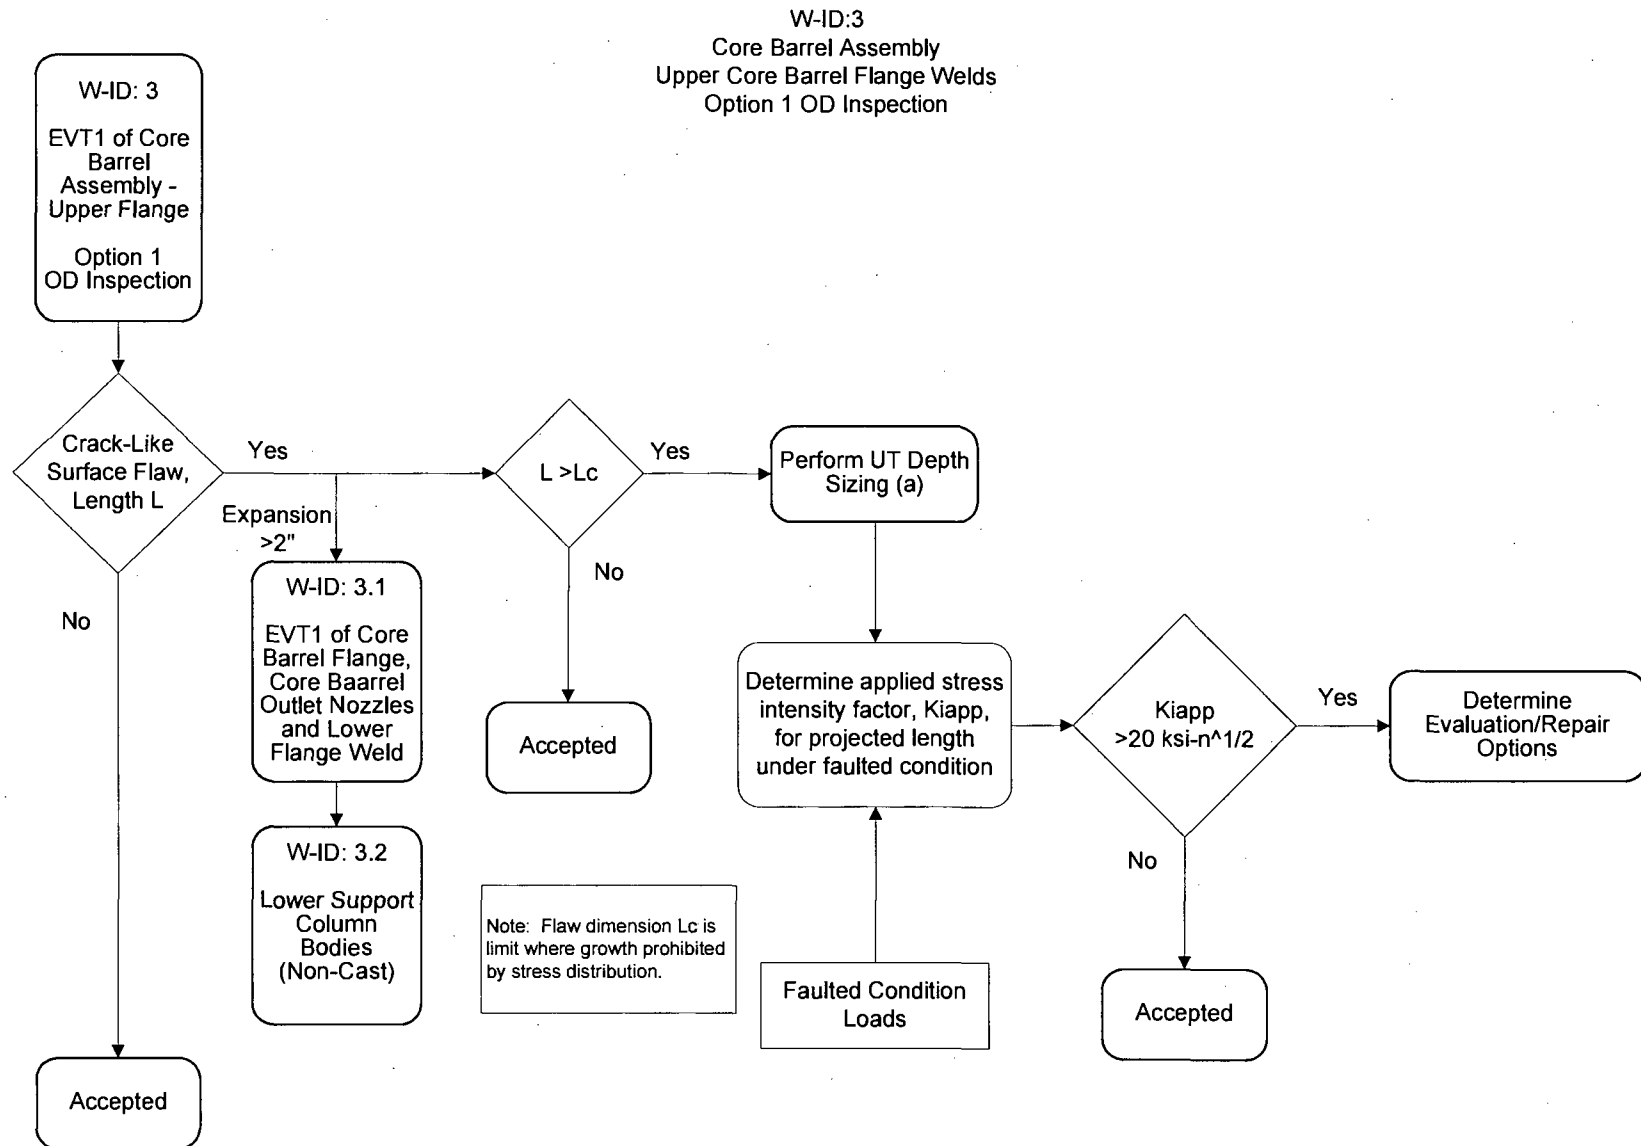 W-ID:3
Core Barrel Assembly
Upper Core Barrel Flange Welds
Option 1 OD Inspection
W-ID: 3
EVT1 of Core
Barrel
Assembly -
Upper Flange
Option 1
OD Inspection
Crack-Like
Surface Flaw,
Length L
Yes
Expansion
>2"
No
L >Lc
Yes
No
Perform UT Depth
Sizing (a)
W-ID: 3.1
EVT1 of Core
Barrel Flange,
Core Baarrel
Outlet Nozzles
and Lower
Flange Weld
W-ID: 3.2
Lower Support
Column
Bodies
(Non-Cast)
Accepted
Note: Flaw dimension Lc is
limit where growth prohibited
by stress distribution.
Determine applied stress
intensity factor, Kiapp,
for projected length
under faulted condition
Faulted Condition
Loads
Kiapp
>20 ksi-n^1/2
Yes
No
Determine
Evaluation/Repair
Options
Accepted
Accepted